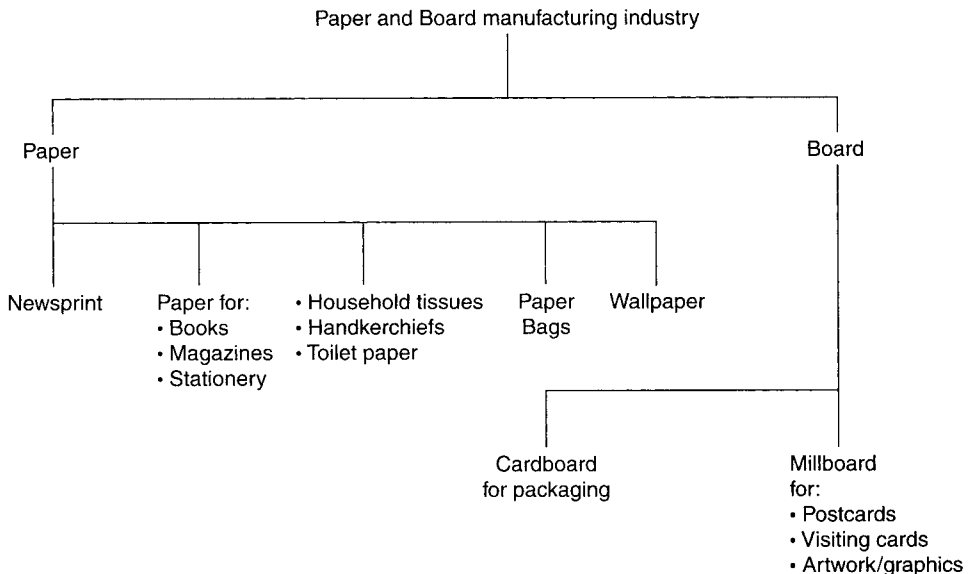 Paper and Board manufacturing industry
Paper
Board
Newsprint
Paper for:
• Books
• Magazines
• Stationery
• Household tissues
• Handkerchiefs
• Toilet paper
Paper
Bags
Wallpaper
Cardboard
for packaging
Millboard
for:
• Postcards
• Visiting cards
• Artwork/graphics